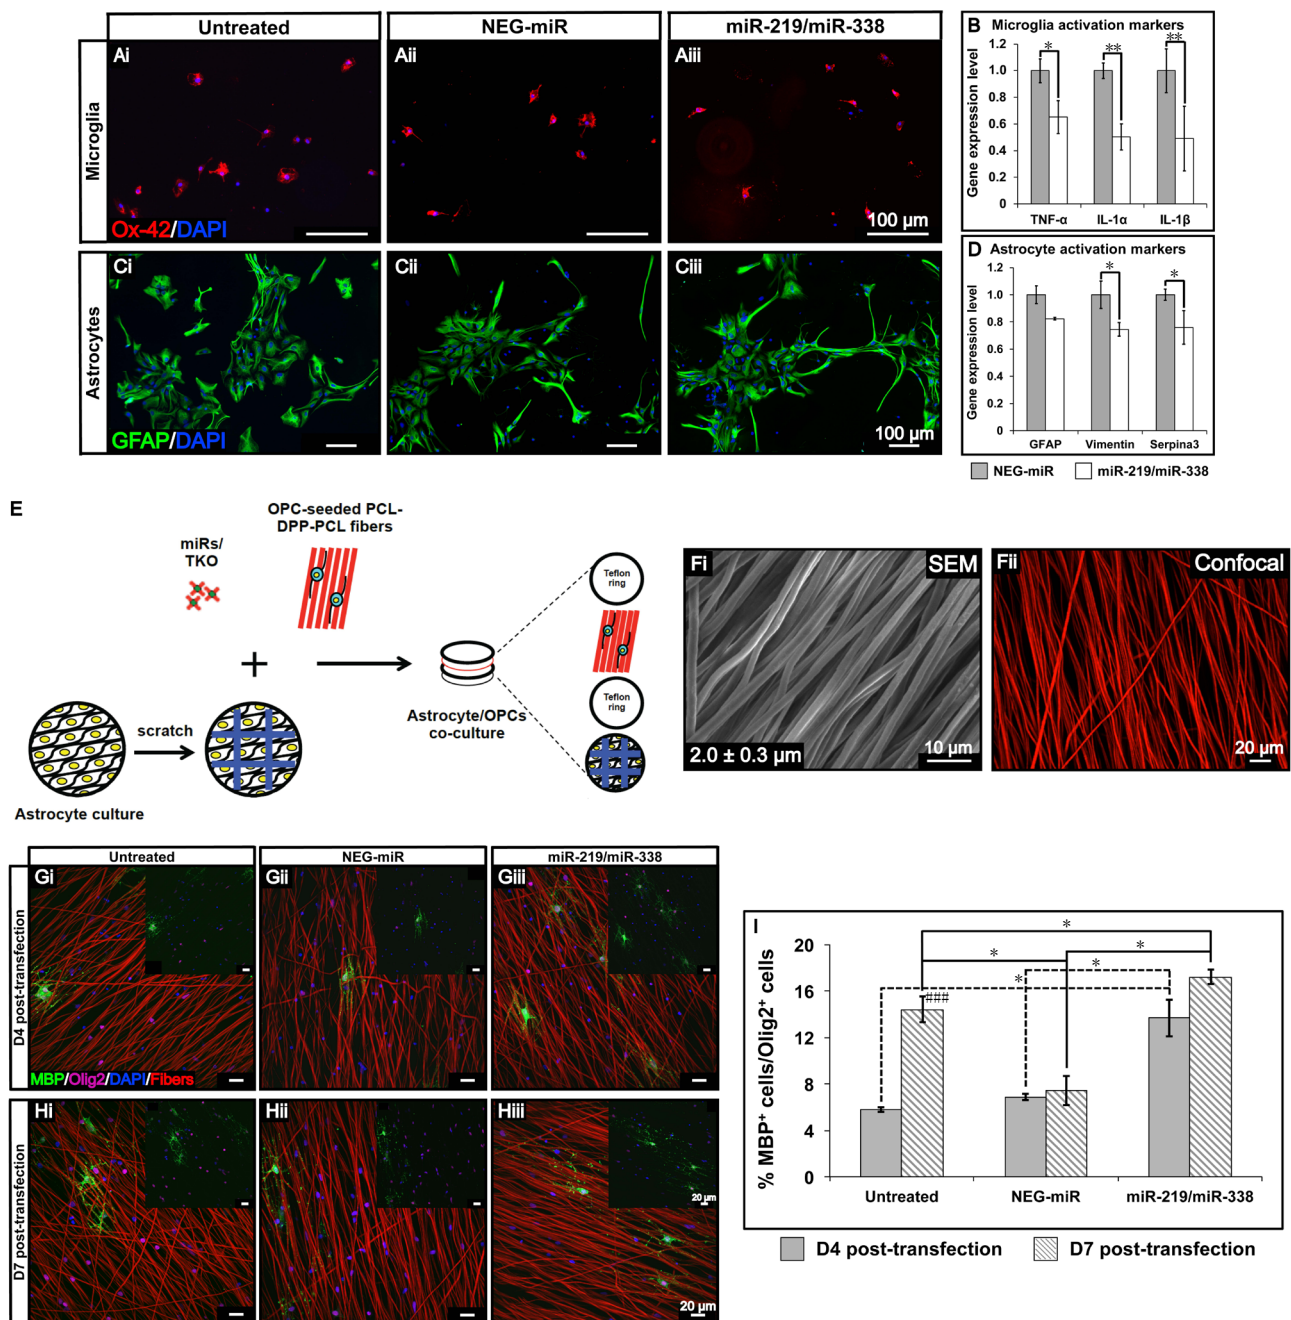 Untreated
NEG-miR
miR-219/miR-338
Microglia
Ai
Aii
Aiii
Ox-42/DAPI
100 µm
B Microglia activation markers
Gene expression level
1.2
1.0
0.8
0.6
0.4
0.2
0
*
**
**
TNF-α
IL-1α
IL-1β
Astrocytes
Ci
Cii
Ciii
GFAP/DAPI
100 µm
D Astrocyte activation markers
Gene expression level
1.2
1.0
0.8
0.6
0.4
0.2
0
*
*
GFAP
Vimentin
Serpina3
NEG-miR
miR-219/miR-338
E
miRs/
TKO
OPC-seeded PCL-
DPP-PCL fibers
+
scratch
Astrocyte culture
Astrocyte/OPCs
co-culture
Teflon
ring
Teflon
ring
Fi
SEM
2.0 ± 0.3 µm
10 µm
Fii
Confocal
20 µm
Untreated
NEG-miR
miR-219/miR-338
D4 post-transfection
Gi
Gii
Giii
MBP/Olig2/DAPI/Fibers
D7 post-transfection
Hi
Hii
Hiii
20 µm
20 µm
I
% MBP⁺ cells/Olig2⁺ cells
20
16
12
8
4
0
*
*
*
*
*
###
Untreated
NEG-miR
miR-219/miR-338
D4 post-transfection
D7 post-transfection